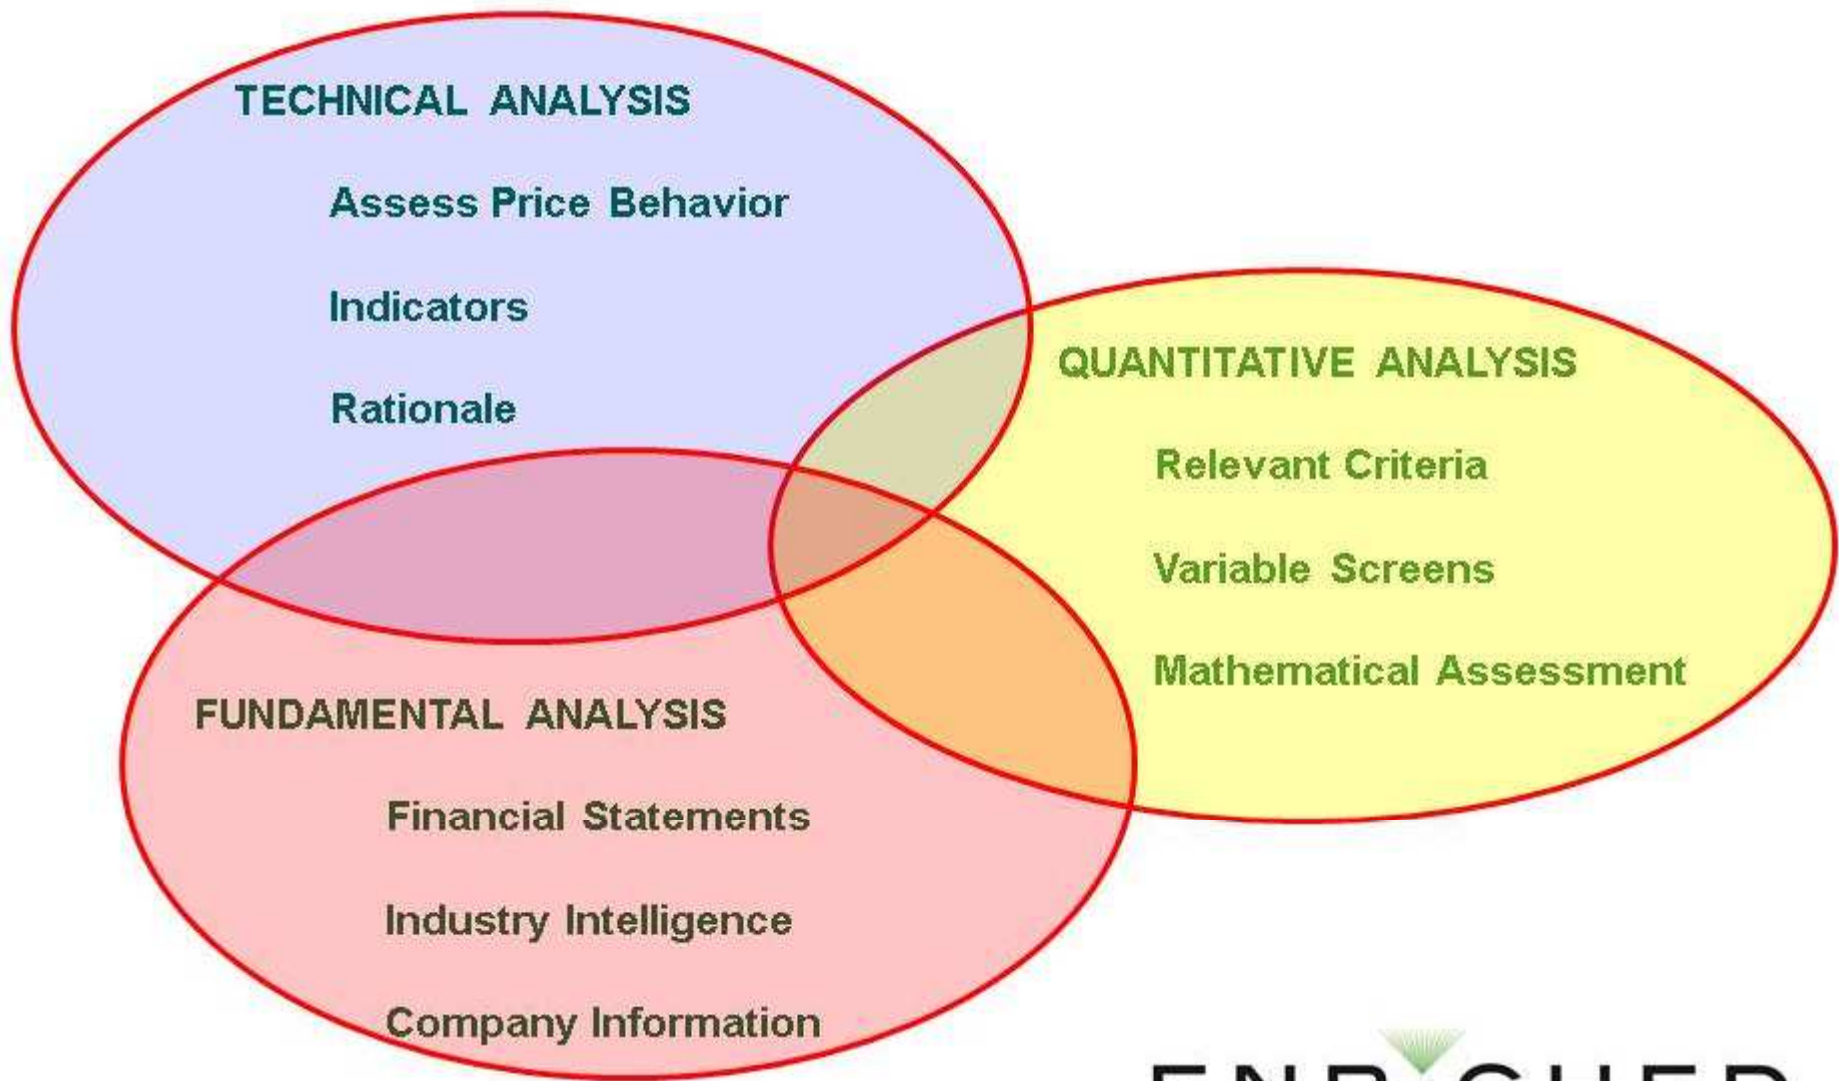 TECHNICAL ANALYSIS
Assess Price Behavior
Indicators
Rationale
QUANTITATIVE ANALYSIS
Relevant Criteria
Variable Screens
Mathematical Assessment
FUNDAMENTAL ANALYSIS
Financial Statements
Industry Intelligence
Company Information